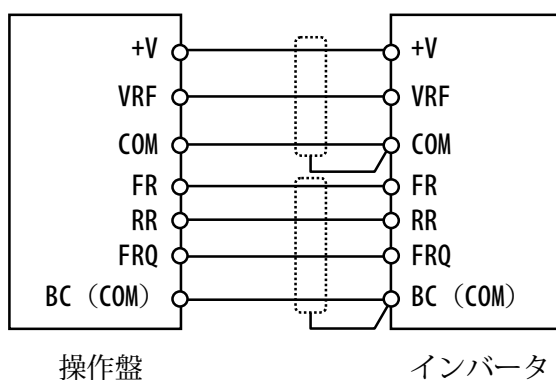 +V
+V
VRF
VRF
COM
COM
FR
FR
RR
RR
FRQ
FRQ
BC（COM）
BC（COM）
操作盤
インバータ